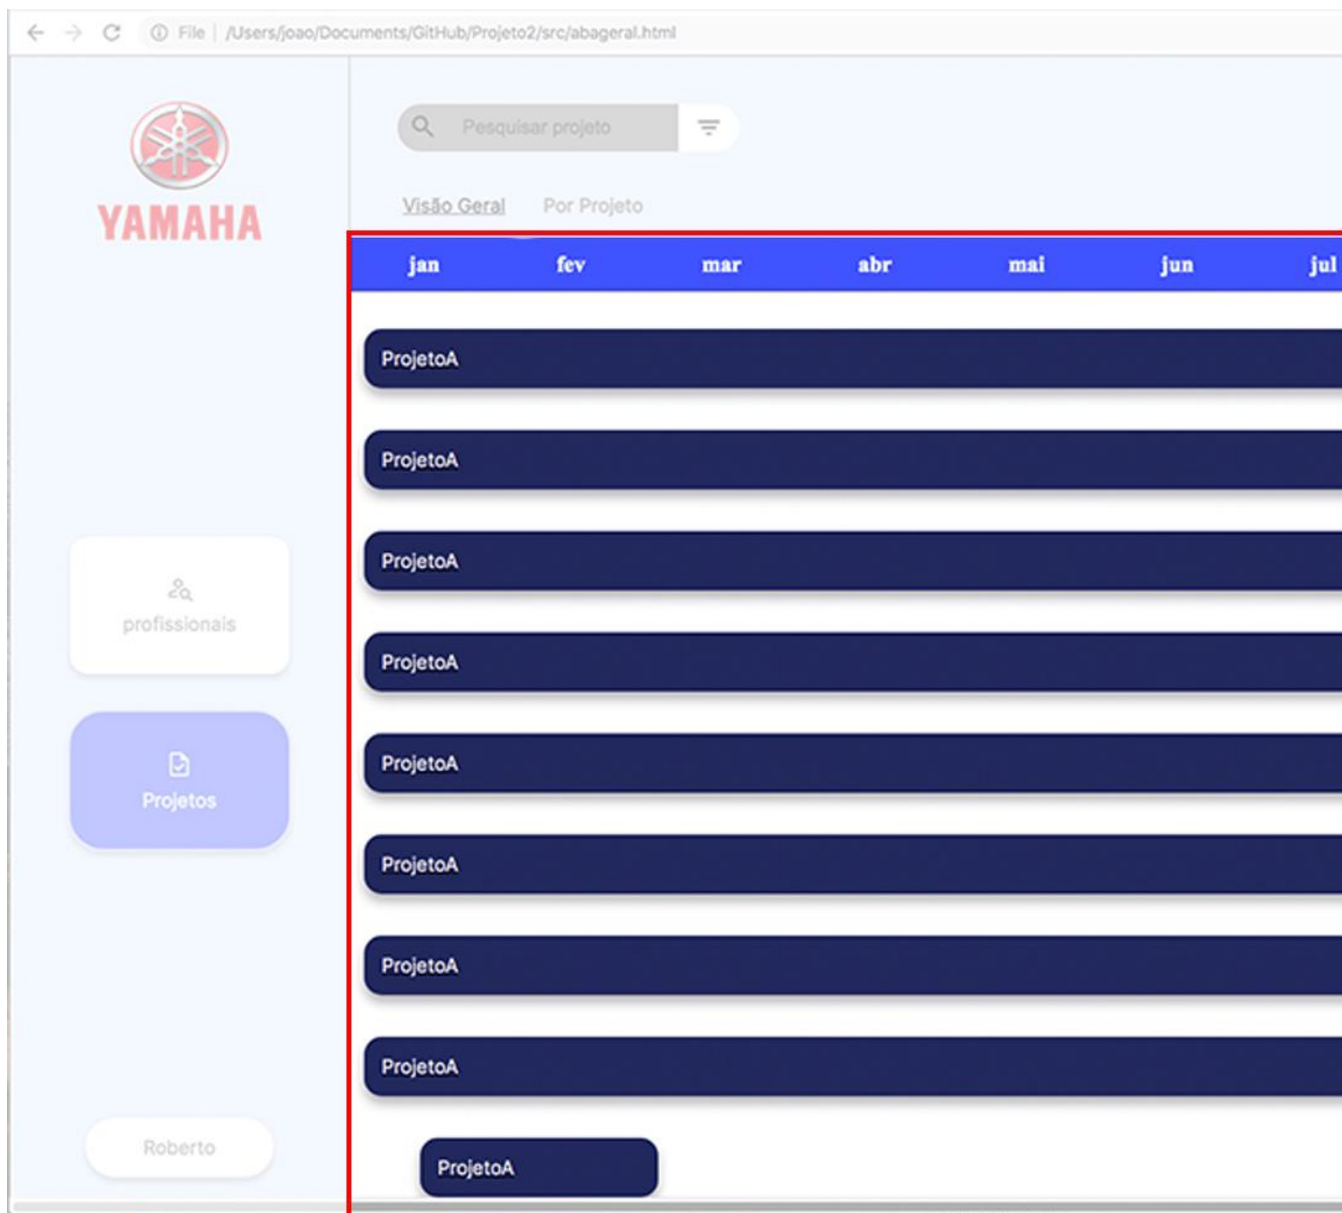 File /Users/joao/Documents/GitHub/Projeto2/src/abageral.html
YAMAHA
Pesquisar projeto
Visão Geral Por Projeto
jan fev mar abr mai jun jul
ProjetoA
ProjetoA
ProjetoA
ProjetoA
ProjetoA
ProjetoA
ProjetoA
ProjetoA
ProjetoA
profissionais
Projetos
Roberto